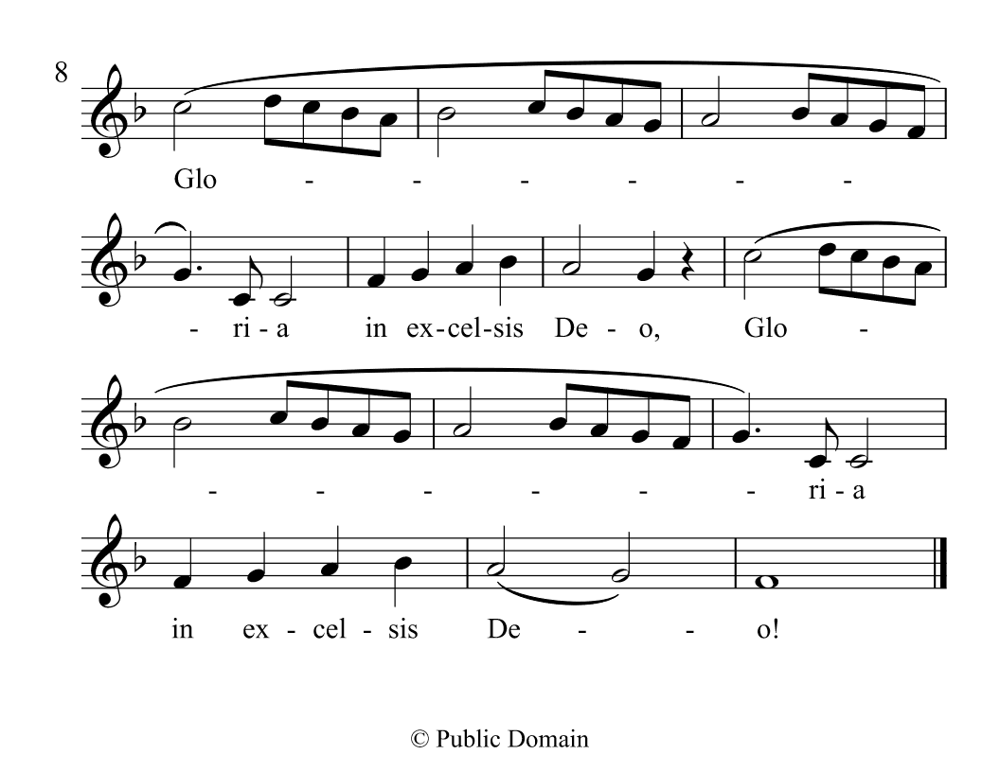 8
Glo - - - - - -
- ri - a in ex - cel - sis De - o, Glo -
- - - - - - ri - a
in ex - cel - sis De - - o!
© Public Domain